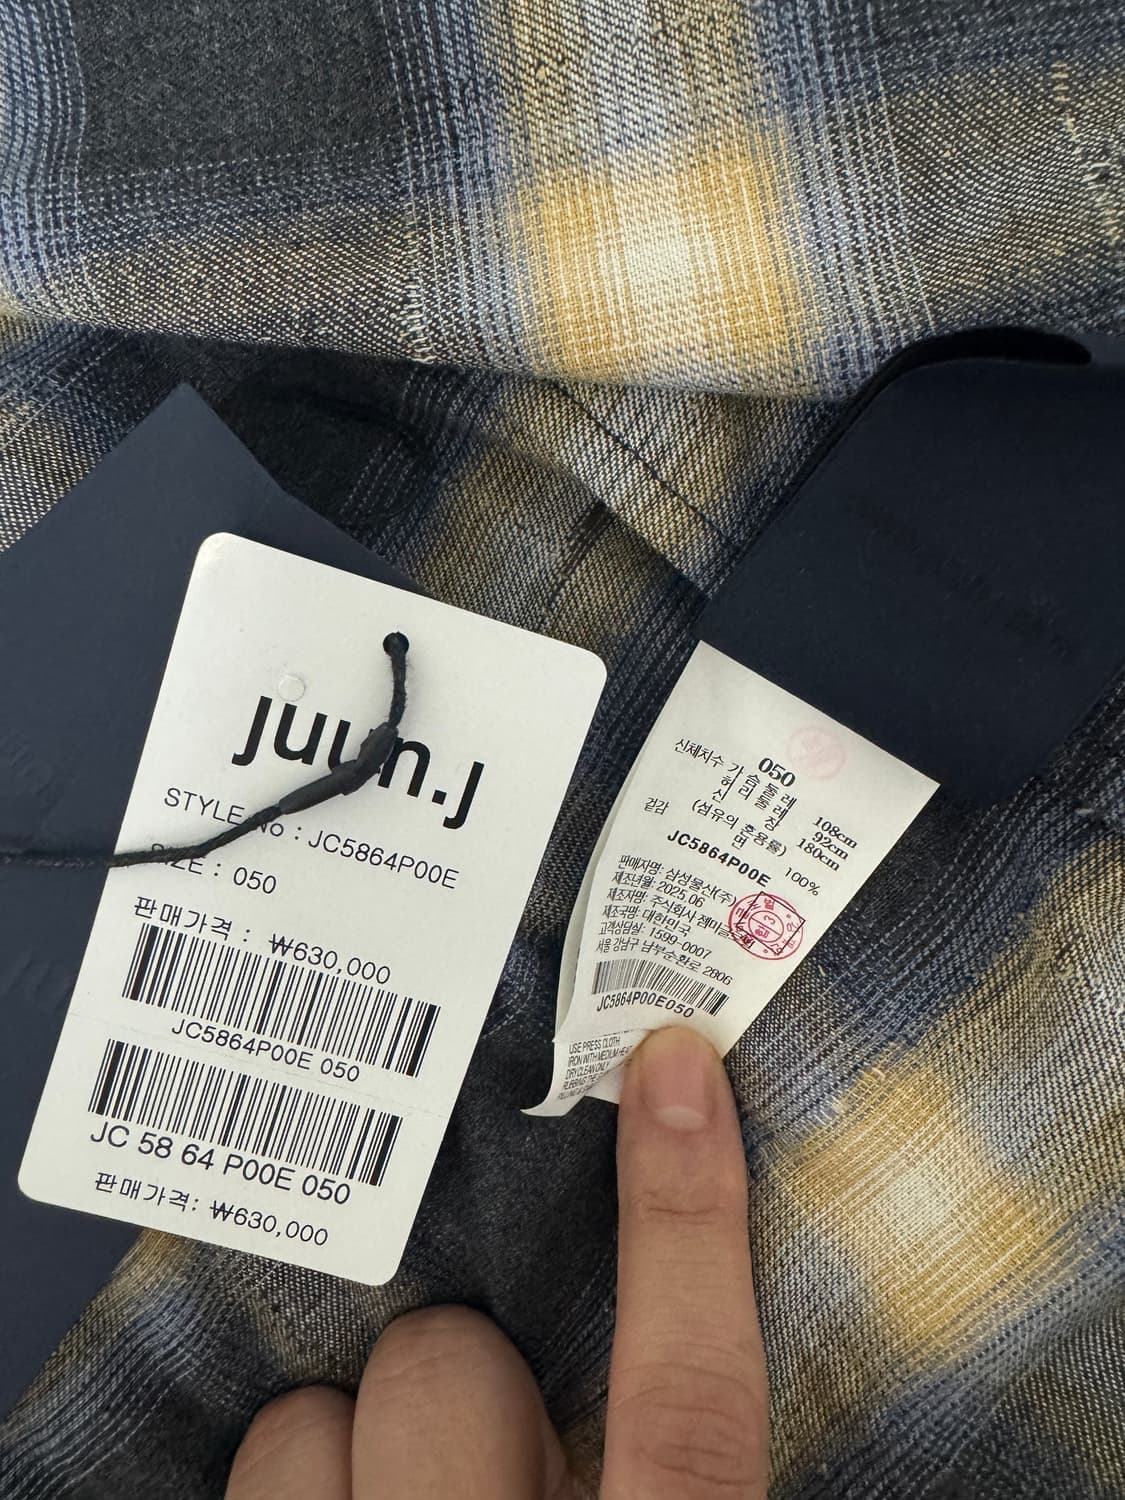 juun.j
STYLE No : JC5864P00E
SIZE : 050
판매가격 : ₩630,000
JC5864P00E 050
JC 58 64 P00E 050
판매가격: ₩630,000
050
신체치수 가슴둘레 108cm
허리둘레 92cm
신장 180cm
겉감 (섬유의 혼용률)
면 100%
JC5864P00E
판매자명: 삼성물산(주)
제조년월: 2025.06
제조자명: 주식회사 젬미글로벌
제조국명: 대한민국
고객상담실: 1599-0007
서울 강남구 남부순환로 2806
JC5864P00E050
USE PRESS CLOTH
IRON WITH MEDIUM HEAT
DRY CLEAN ONLY